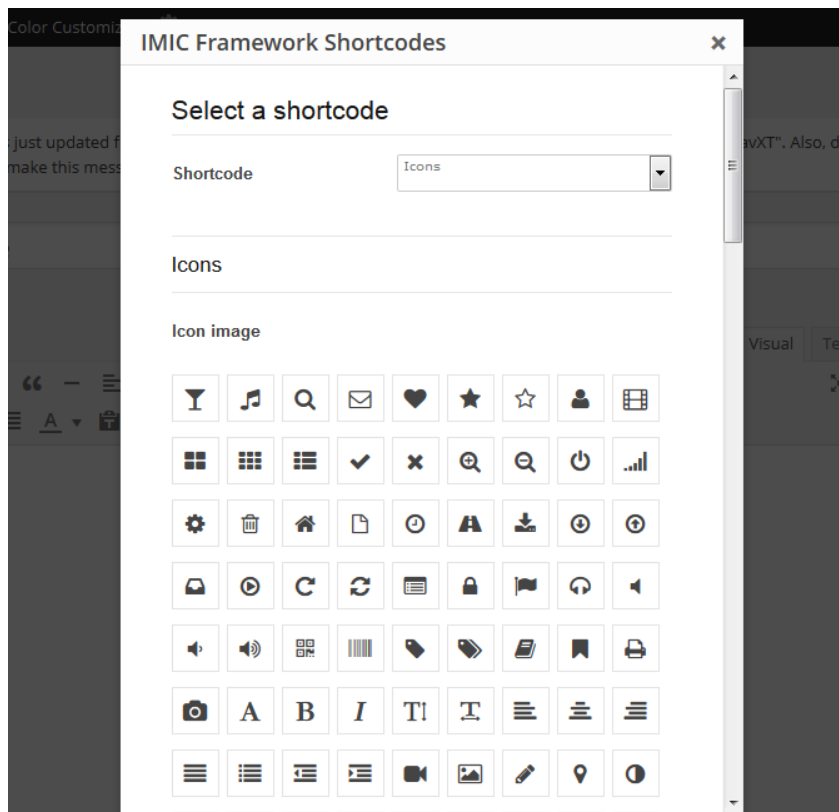 Color Customiz
IMIC Framework Shortcodes
Select a shortcode
just updated f
avXT". Also, d
make this mess
Shortcode
Icons
Icons
Icon image
Visual
Te